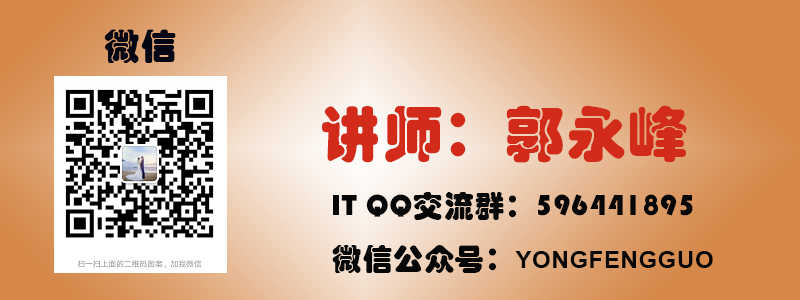 微信
扫一扫上面的二维码图案，加我微信
讲师：郭永峰
IT QQ交流群：596441895
微信公众号：YONGFENGGUO